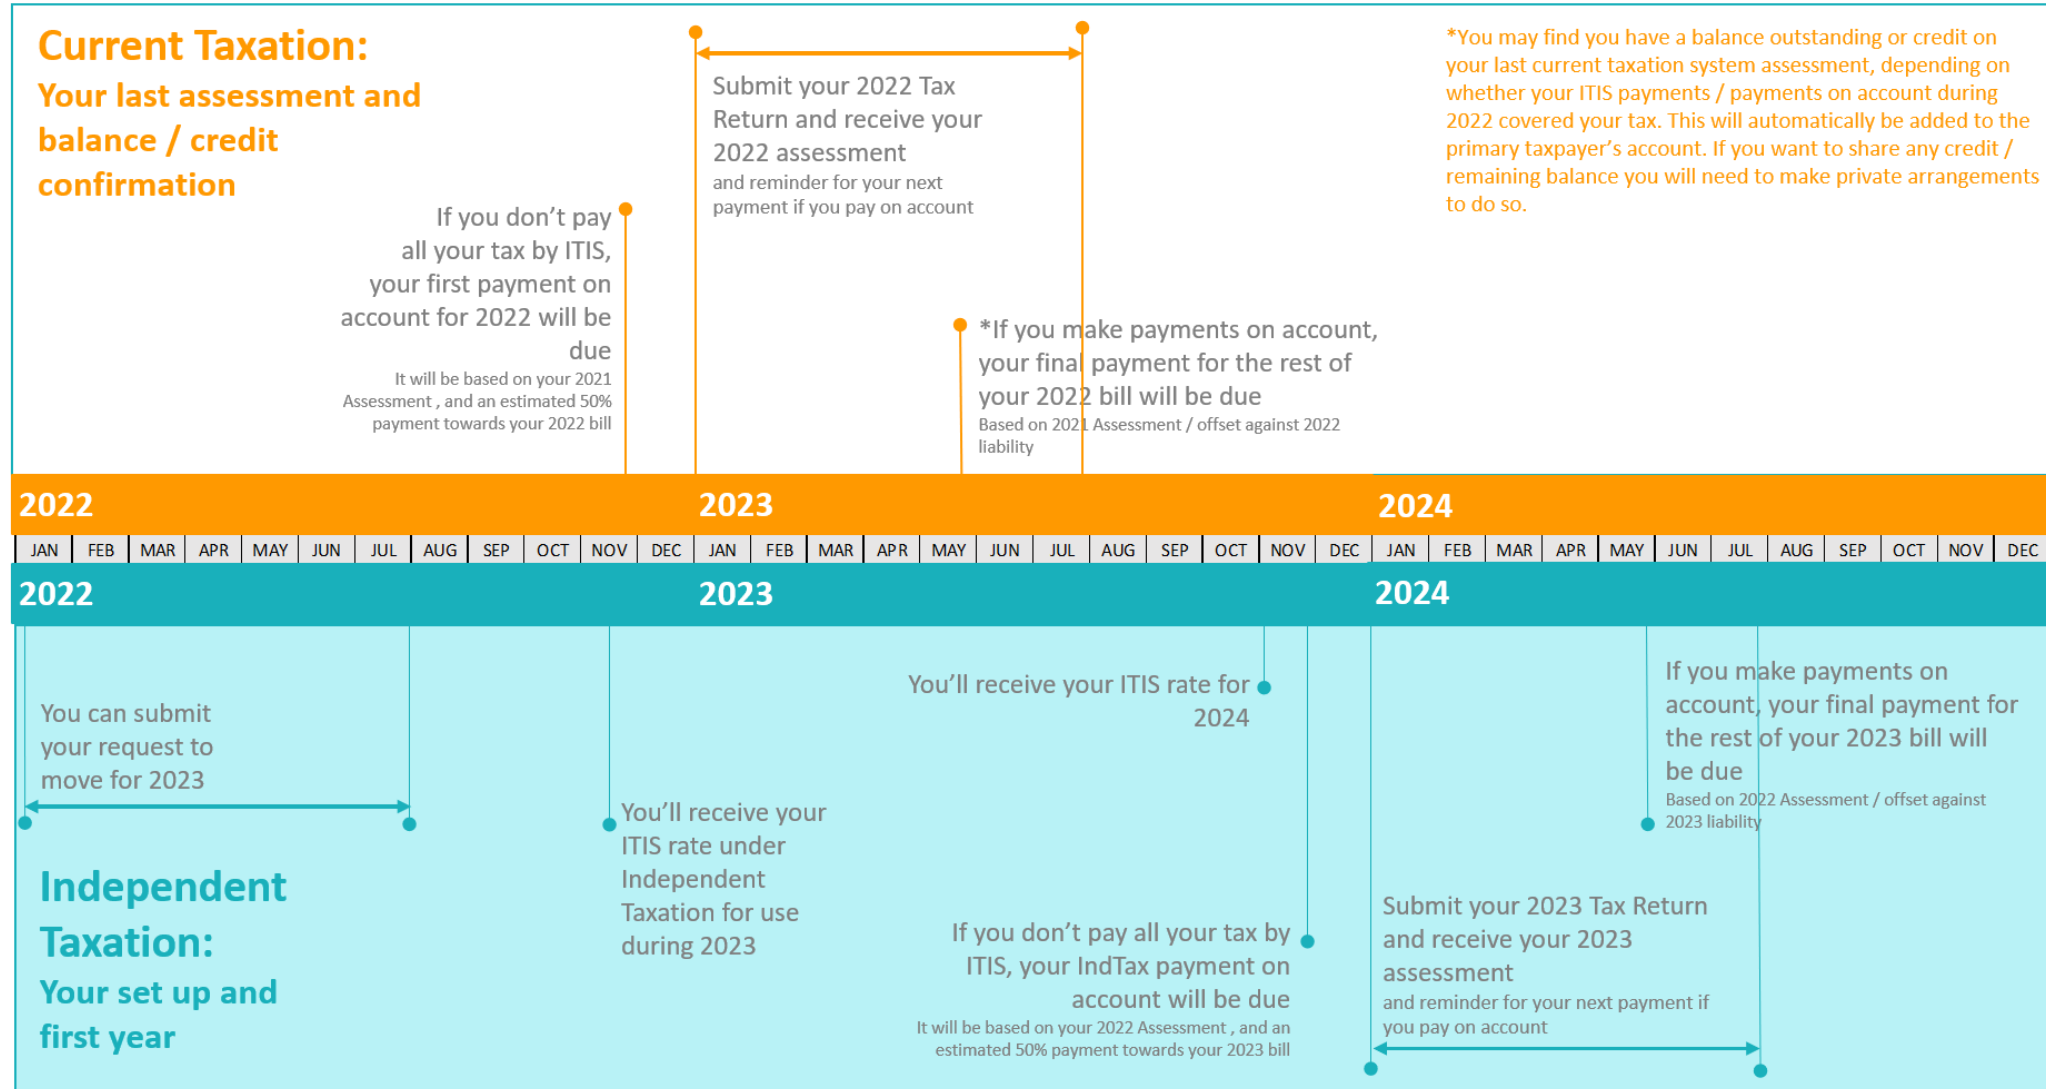 Current Taxation:
Your last assessment and
balance / credit
confirmation
If you don’t pay
all your tax by ITIS,
your first payment on
account for 2022 will be
due
It will be based on your 2021
Assessment , and an estimated 50%
payment towards your 2022 bill
Submit your 2022 Tax
Return and receive your
2022 assessment
and reminder for your next
payment if you pay on account
*If you make payments on account,
your final payment for the rest of
your 2022 bill will be due
Based on 2021 Assessment / offset against 2022
liability
*You may find you have a balance outstanding or credit on
your last current taxation system assessment, depending on
whether your ITIS payments / payments on account during
2022 covered your tax. This will automatically be added to the
primary taxpayer’s account. If you want to share any credit /
remaining balance you will need to make private arrangements
to do so.
2022 2023 2024
JAN FEB MAR APR MAY JUN JUL AUG SEP OCT NOV DEC JAN FEB MAR APR MAY JUN JUL AUG SEP OCT NOV DEC JAN FEB MAR APR MAY JUN JUL AUG SEP OCT NOV DEC
2022 2023 2024
You can submit
your request to
move for 2023
Independent
Taxation:
Your set up and
first year
You’ll receive your
ITIS rate under
Independent
Taxation for use
during 2023
You’ll receive your ITIS rate for
2024
If you don’t pay all your tax by
ITIS, your IndTax payment on
account will be due
It will be based on your 2022 Assessment , and an
estimated 50% payment towards your 2023 bill
If you make payments on
account, your final payment for
the rest of your 2023 bill will
be due
Based on 2022 Assessment / offset against
2023 liability
Submit your 2023 Tax Return
and receive your 2023
assessment
and reminder for your next payment if
you pay on account